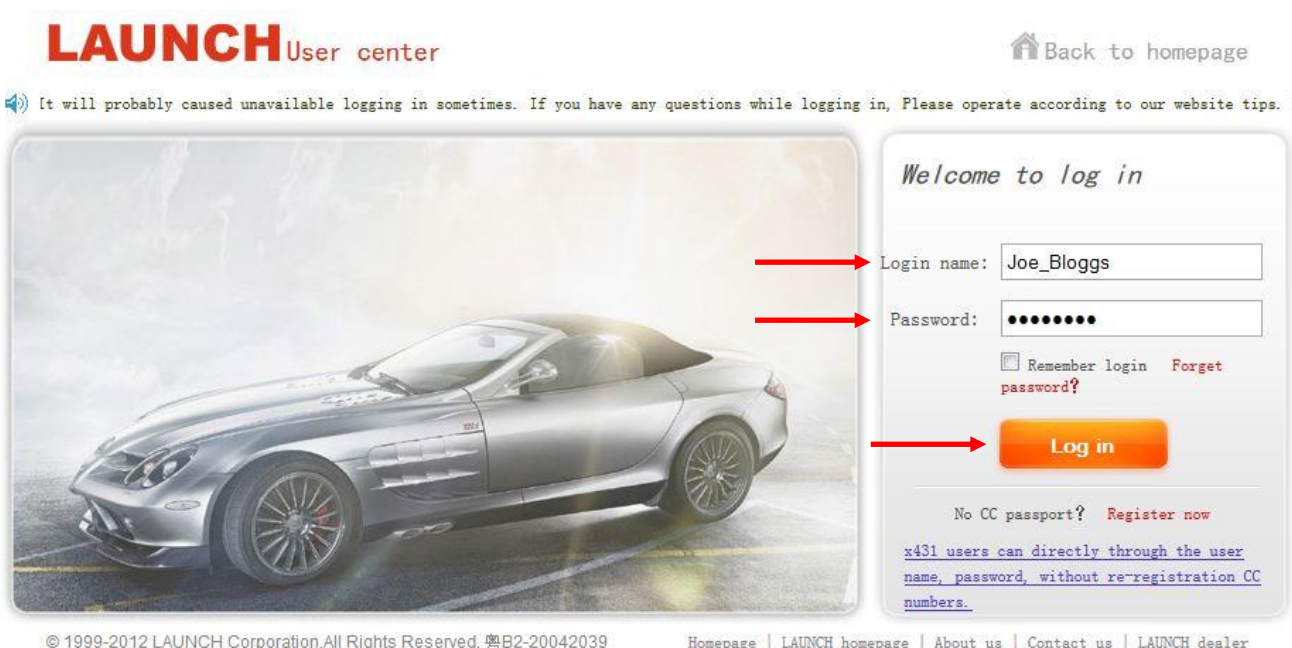 LAUNCH User center
Back to homepage
It will probably caused unavailable logging in sometimes. If you have any questions while logging in, Please operate according to our website tips.
Welcome to log in
Login name: Joe_Bloggs
Password: ●●●●●●●●
Remember login Forget
password?
Log in
No CC passport? Register now
x431 users can directly through the user
name, password, without re-registration CC
numbers.
© 1999-2012 LAUNCH Corporation.All Rights Reserved. 粤B2-20042039
Homepage | LAUNCH homepage | About us | Contact us | LAUNCH dealer